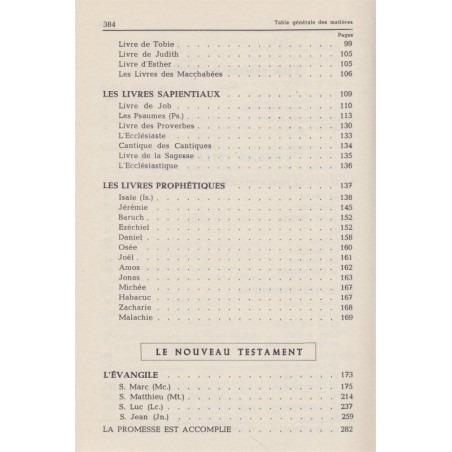 384 Table générale des matières
Pages
Livre de Tobie . . . . . . . . . . . . . . . 99
Livre de Judith . . . . . . . . . . . . . . . 105
Livre d'Esther . . . . . . . . . . . . . . . 105
Les Livres des Macchabées . . . . . . . . . . 106
LES LIVRES SAPIENTIAUX . . . . . . . . . . 109
Livre de Job . . . . . . . . . . . . . . . 110
Les Psaumes (Ps.) . . . . . . . . . . . . . 113
Livre des Proverbes . . . . . . . . . . . . 130
L'Ecclésiaste . . . . . . . . . . . . . . . 133
Cantique des Cantiques . . . . . . . . . . . 134
Livre de la Sagesse . . . . . . . . . . . . 135
L'Ecclésiastique . . . . . . . . . . . . . . 136
LES LIVRES PROPHÉTIQUES . . . . . . . . . . 137
Isaïe (Is.) . . . . . . . . . . . . . . . . 138
Jérémie . . . . . . . . . . . . . . . . . 145
Baruch . . . . . . . . . . . . . . . . . . 152
Ezéchiel . . . . . . . . . . . . . . . . . 152
Daniel . . . . . . . . . . . . . . . . . . 158
Osée . . . . . . . . . . . . . . . . . . . 160
Joël . . . . . . . . . . . . . . . . . . . 161
Amos . . . . . . . . . . . . . . . . . . . 162
Jonas . . . . . . . . . . . . . . . . . . 163
Michée . . . . . . . . . . . . . . . . . . 167
Habacuc . . . . . . . . . . . . . . . . . 167
Zacharie . . . . . . . . . . . . . . . . . 168
Malachie . . . . . . . . . . . . . . . . . 169
LE NOUVEAU TESTAMENT
L'ÉVANGILE . . . . . . . . . . . . . . . . 173
S. Marc (Mc.) . . . . . . . . . . . . . . . 175
S. Matthieu (Mt.) . . . . . . . . . . . . . 214
S. Luc (Lc.) . . . . . . . . . . . . . . . 237
S. Jean (Jn.) . . . . . . . . . . . . . . . 259
LA PROMESSE EST ACCOMPLIE . . . . . . . . . 282